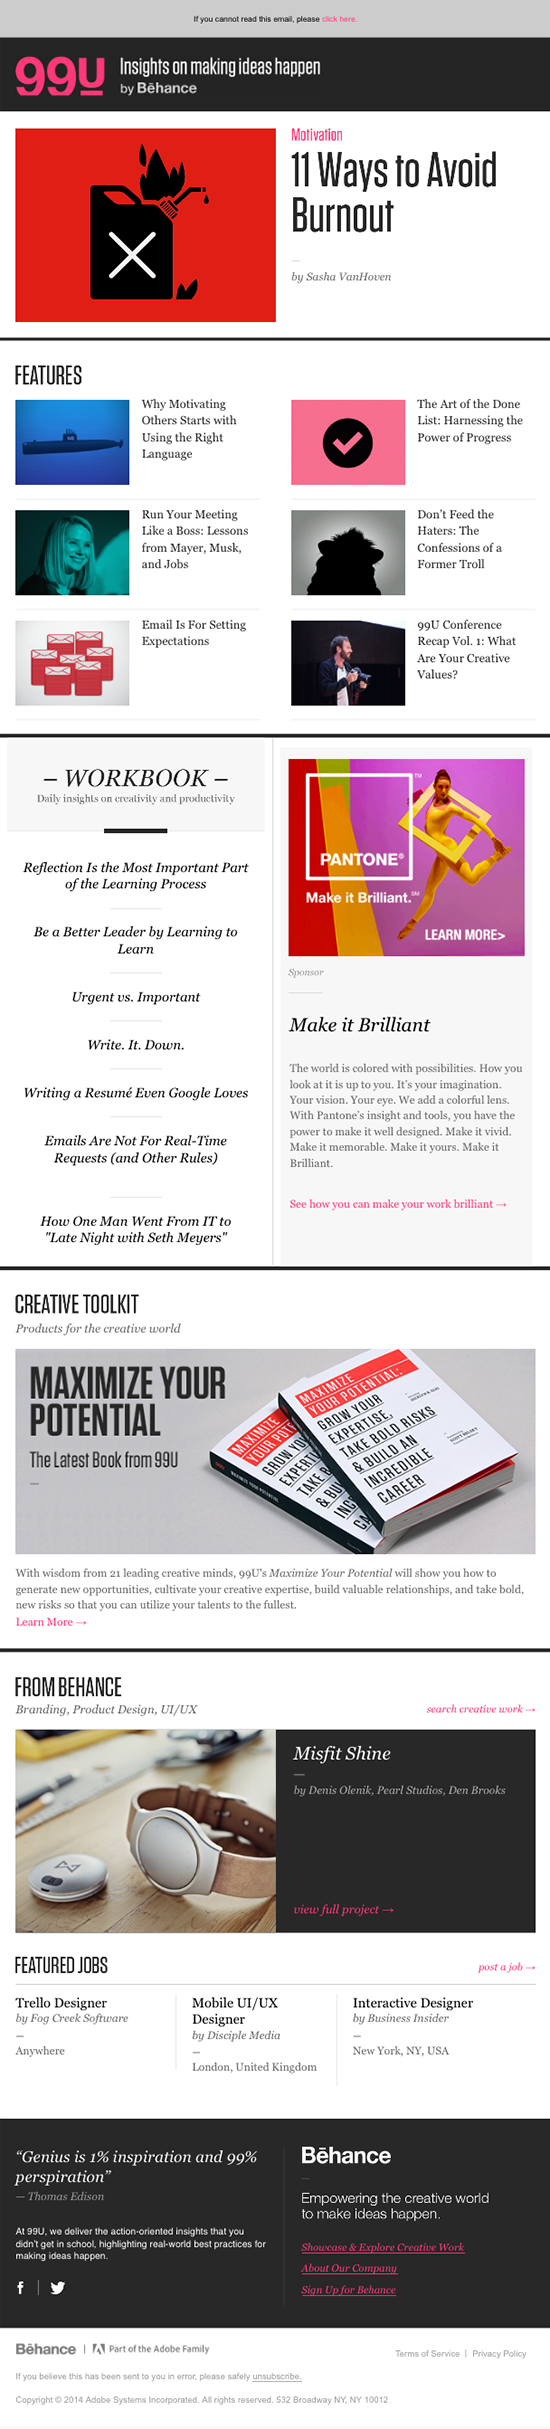 If you cannot read this email, please click here.
99U
Insights on making ideas happen
by Bēhance
Motivation
11 Ways to Avoid
Burnout
—
by Sasha VanHoven
FEATURES
Why Motivating
Others Starts with
Using the Right
Language
The Art of the Done
List: Harnessing the
Power of Progress
Run Your Meeting
Like a Boss: Lessons
from Mayer, Musk,
and Jobs
Don't Feed the
Haters: The
Confessions of a
Former Troll
Email Is For Setting
Expectations
99U Conference
Recap Vol. 1: What
Are Your Creative
Values?
– WORKBOOK –
Daily insights on creativity and productivity
Reflection Is the Most Important Part
of the Learning Process
Be a Better Leader by Learning to
Learn
Urgent vs. Important
Write. It. Down.
Writing a Resumé Even Google Loves
Emails Are Not For Real-Time
Requests (and Other Rules)
How One Man Went From IT to
"Late Night with Seth Meyers"
PANTONE®
TM
Make it Brilliant.℠
LEARN MORE>
Sponsor
Make it Brilliant
The world is colored with possibilities. How you
look at it is up to you. It's your imagination.
Your vision. Your eye. We add a colorful lens.
With Pantone's insight and tools, you have the
power to make it well designed. Make it vivid.
Make it memorable. Make it yours. Make it
Brilliant.
See how you can make your work brilliant →
CREATIVE TOOLKIT
Products for the creative world
MAXIMIZE YOUR
POTENTIAL
The Latest Book from 99U
—
MAXIMIZE
YOUR POTENTIAL:
GROW YOUR
EXPERTISE,
TAKE BOLD RISKS
& BUILD AN
INCREDIBLE
CAREER
With wisdom from 21 leading creative minds, 99U's Maximize Your Potential will show you how to
generate new opportunities, cultivate your creative expertise, build valuable relationships, and take bold,
new risks so that you can utilize your talents to the fullest.
Learn More →
FROM BEHANCE
Branding, Product Design, UI/UX
search creative work →
Misfit Shine
—
by Denis Olenik, Pearl Studios, Den Brooks
view full project →
FEATURED JOBS
post a job →
Trello Designer
by Fog Creek Software
—
Anywhere
Mobile UI/UX
Designer
by Disciple Media
—
London, United Kingdom
Interactive Designer
by Business Insider
—
New York, NY, USA
“Genius is 1% inspiration and 99%
perspiration”
— Thomas Edison
At 99U, we deliver the action-oriented insights that you
didn't get in school, highlighting real-world best practices for
making ideas happen.
Bēhance
Empowering the creative world
to make ideas happen.
Showcase & Explore Creative Work
About Our Company
Sign Up for Behance
Bēhance | Part of the Adobe Family
Terms of Service | Privacy Policy
If you believe this has been sent to you in error, please safely unsubscribe.
Copyright © 2014 Adobe Systems Incorporated. All rights reserved. 532 Broadway NY, NY 10012